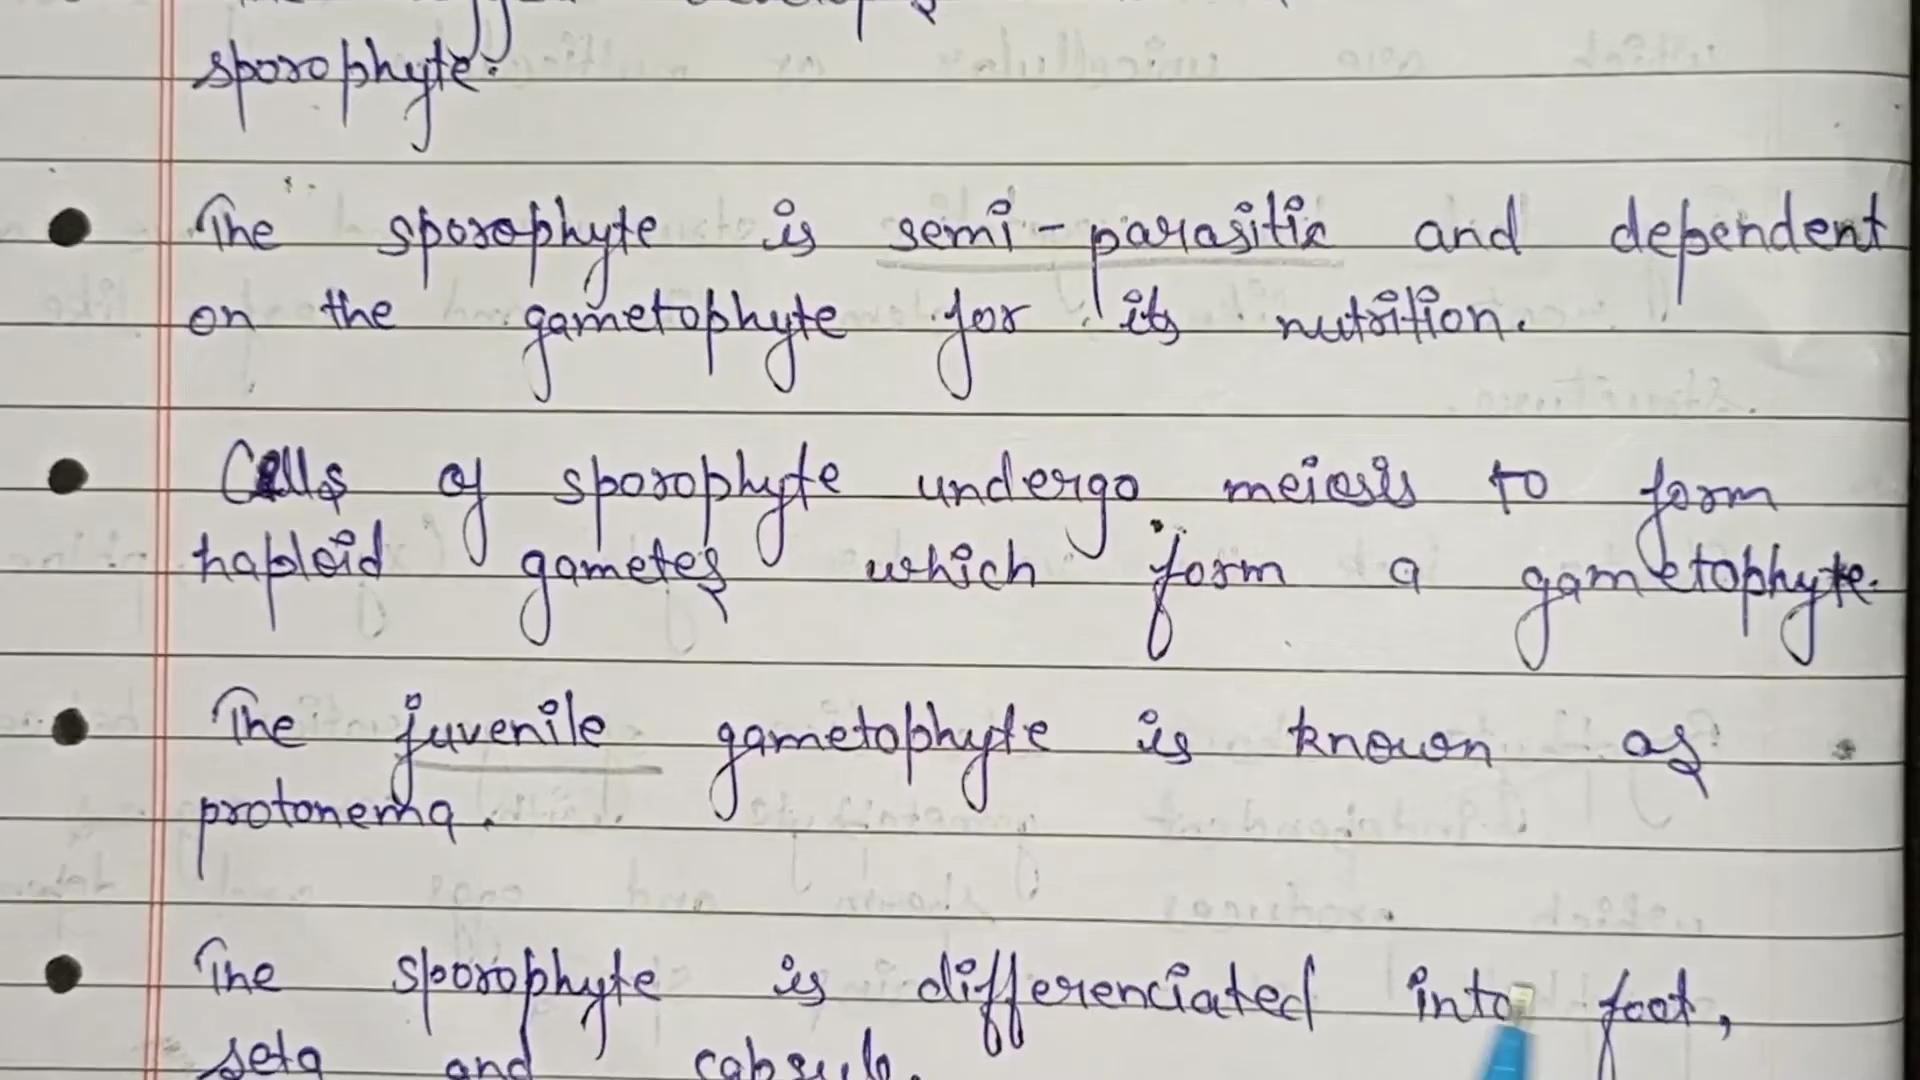 sporophyte.
The sporophyte is semi-parasitic and dependent
on the gametophyte for its nutrition.
Cells of sporophyte undergo meiosis to form
haploid gametes which form a gametophyte.
The juvenile gametophyte is known as
protonema.
The sporophyte is differenciated into foot,
seta and capsule.